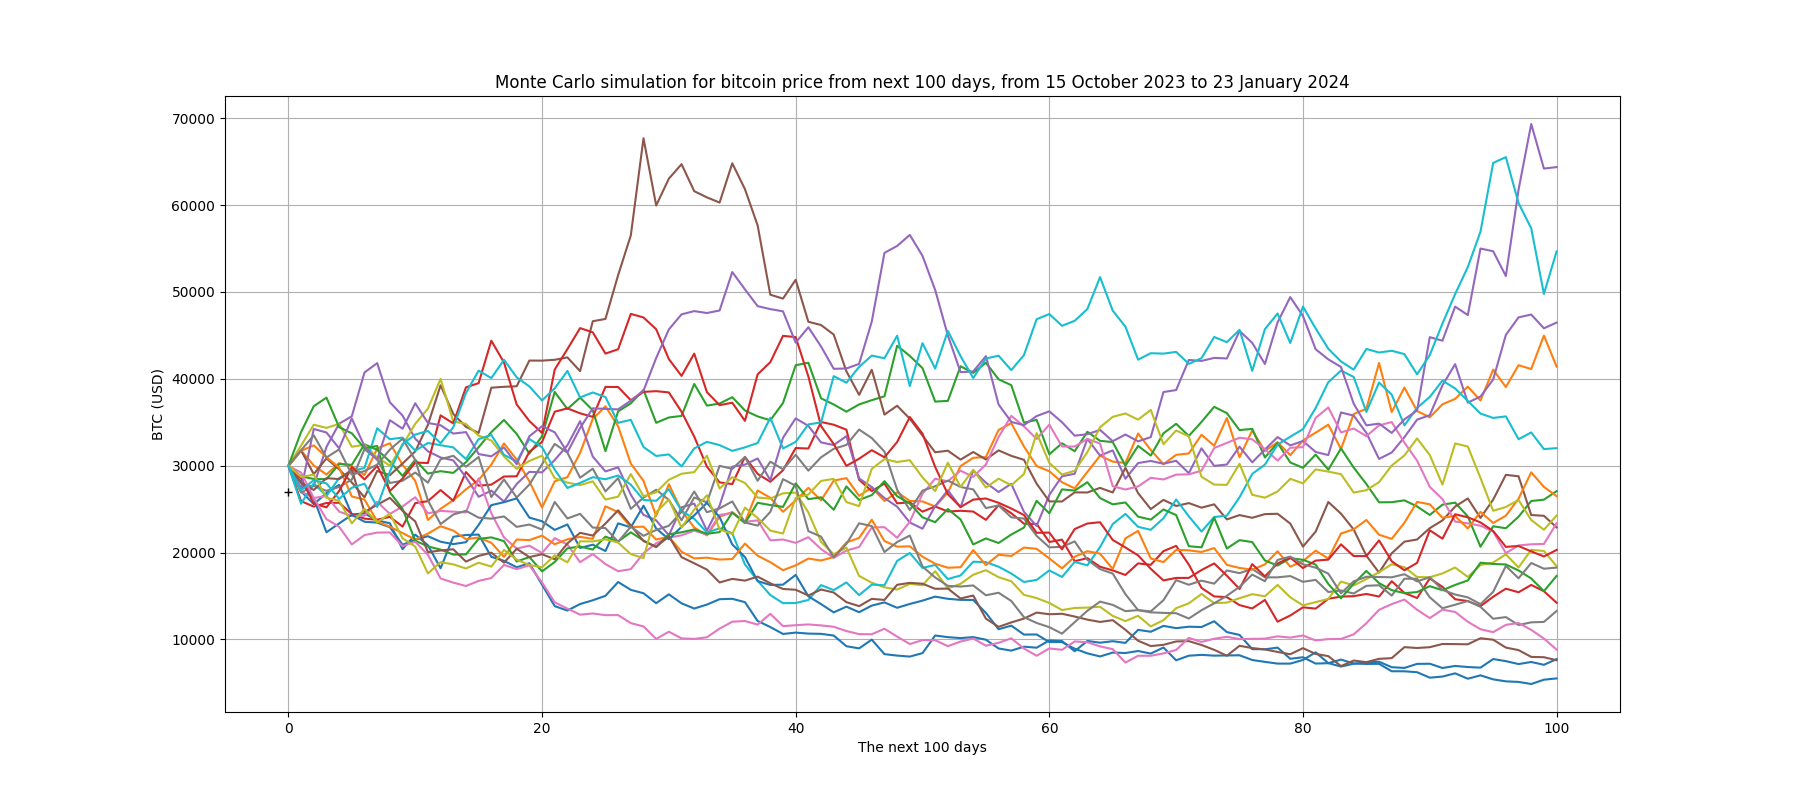 Monte Carlo simulation for bitcoin price from next 100 days, from 15 October 2023 to 23 January 2024
70000
60000
50000
40000
30000
20000
10000
BTC (USD)
0 20 40 60 80 100
The next 100 days